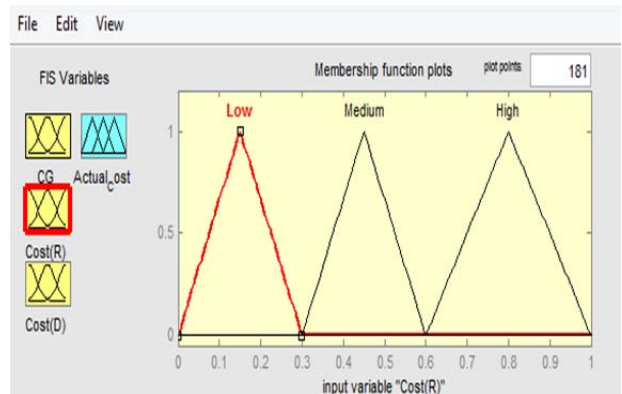 File Edit View
FIS Variables
Membership function plots
plot points: 181
Low Medium High
1
0.5
0
0 0.1 0.2 0.3 0.4 0.5 0.6 0.7 0.8 0.9 1
input variable "Cost(R)"
CG Actual_Cost
Cost(R)
Cost(D)